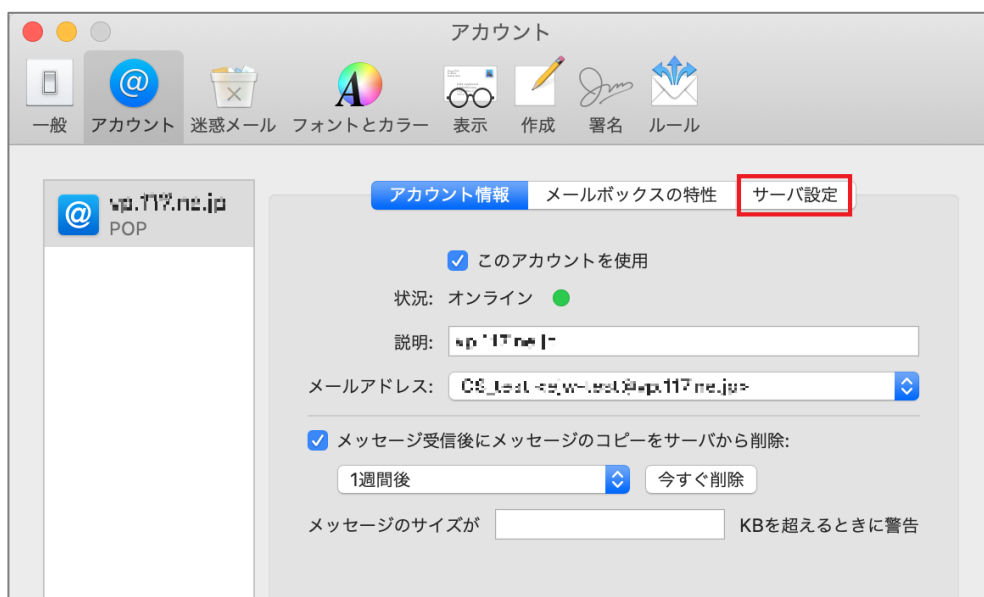 アカウント
一般 アカウント 迷惑メール フォントとカラー 表示 作成 署名 ルール
POP
アカウント情報 メールボックスの特性 サーバ設定
このアカウントを使用
状況: オンライン
説明:
メールアドレス:
メッセージ受信後にメッセージのコピーをサーバから削除:
1週間後 今すぐ削除
メッセージのサイズが KBを超えるときに警告